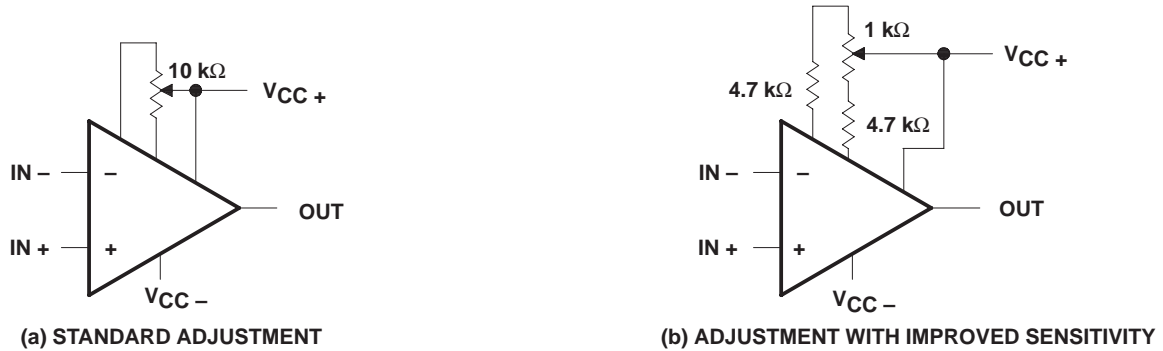 10 kΩ
VCC +
IN –
–
IN +
+
OUT
VCC –
(a) STANDARD ADJUSTMENT
1 kΩ
VCC +
4.7 kΩ
4.7 kΩ
IN –
–
IN +
+
OUT
VCC –
(b) ADJUSTMENT WITH IMPROVED SENSITIVITY